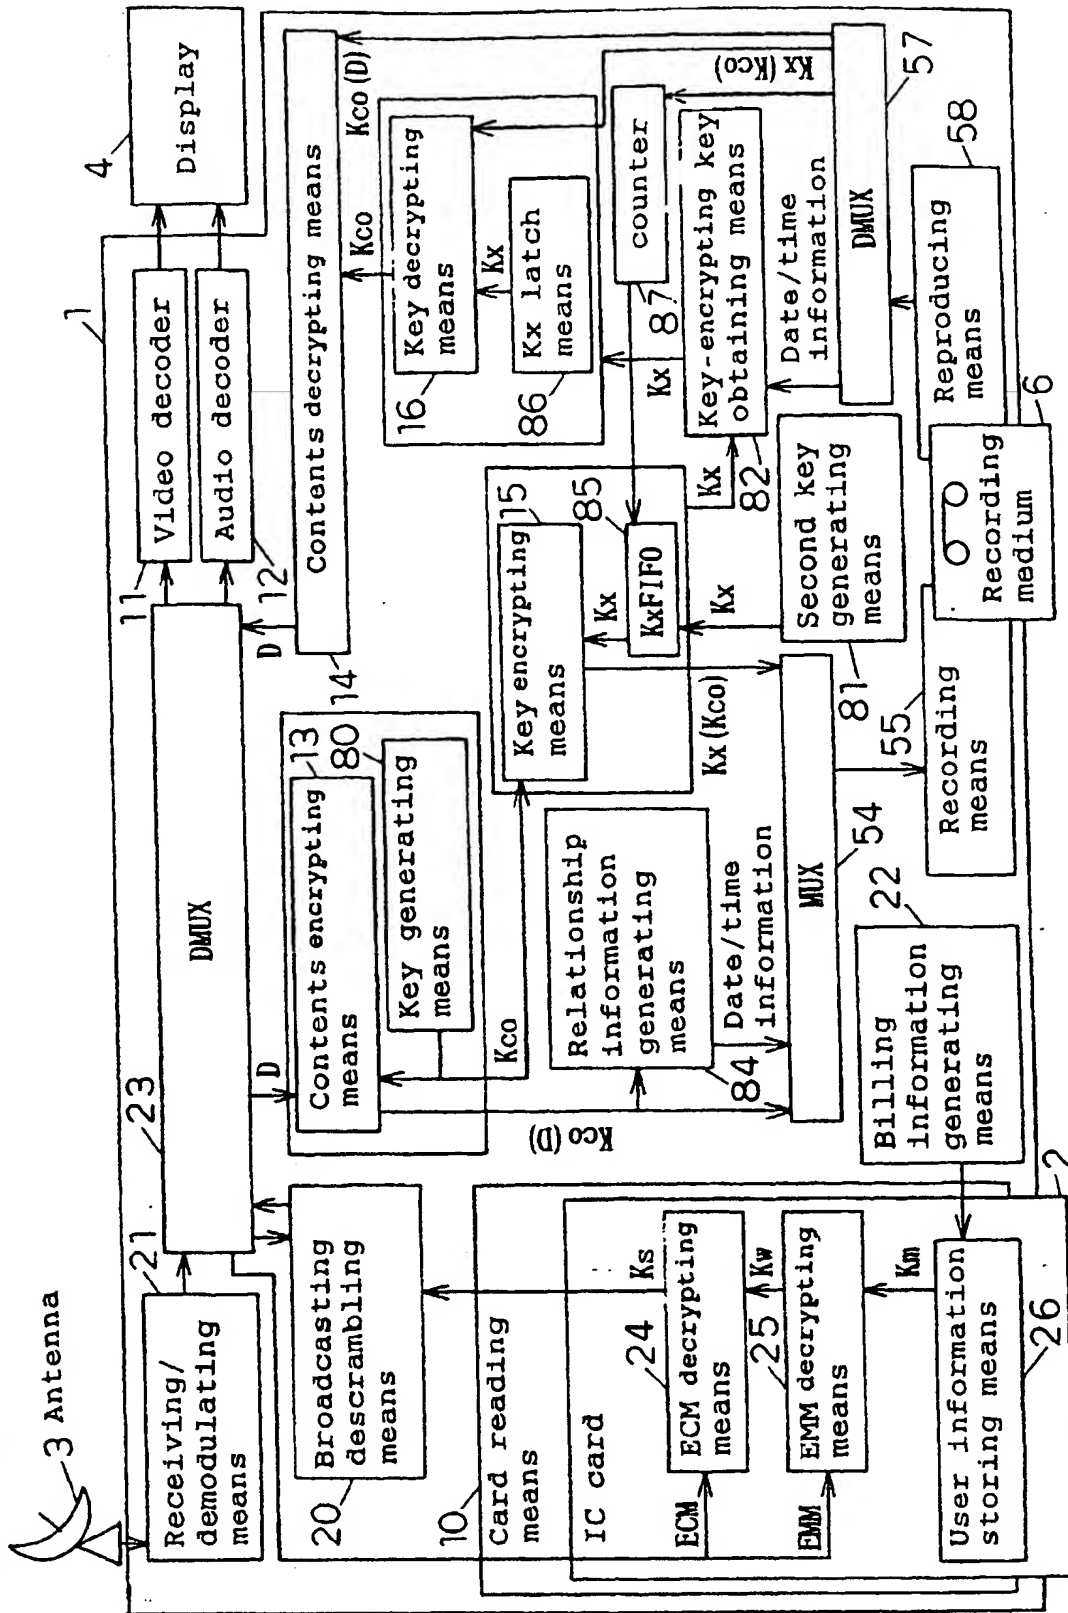 3 Antenna
Receiving/
demodulating
means
21
23
DMUX
11
Video decoder
12
Audio decoder
4
Display
1
20
Broadcasting
descrambling
means
D
13
Contents encrypting
means
80
Key generating
means
Kco
Kco(D)
D
14
Contents decrypting means
Kco(D)
Kco
16
Key decrypting
means
Kx
86
Kx latch
means
Kx(Kco)
10
Card reading
means
IC card
2
Ks
24
ECM decrypting
means
ECM
Kw
25
EMM decrypting
means
EMM
Km
User information
storing means
26
22
Billing
information
generating
means
Relationship
information
generating
means
84
Date/time
information
15
Key encrypting
means
Kx
85
KxFIFO
Kx
Kx(Kco)
81
Second key
generating
means
Kx
Kx
82
Key-encrypting key
obtaining means
87
counter
Date/time
information
MUX
54
DMUX
57
55
Recording
means
6
Recording
medium
58
Reproducing
means